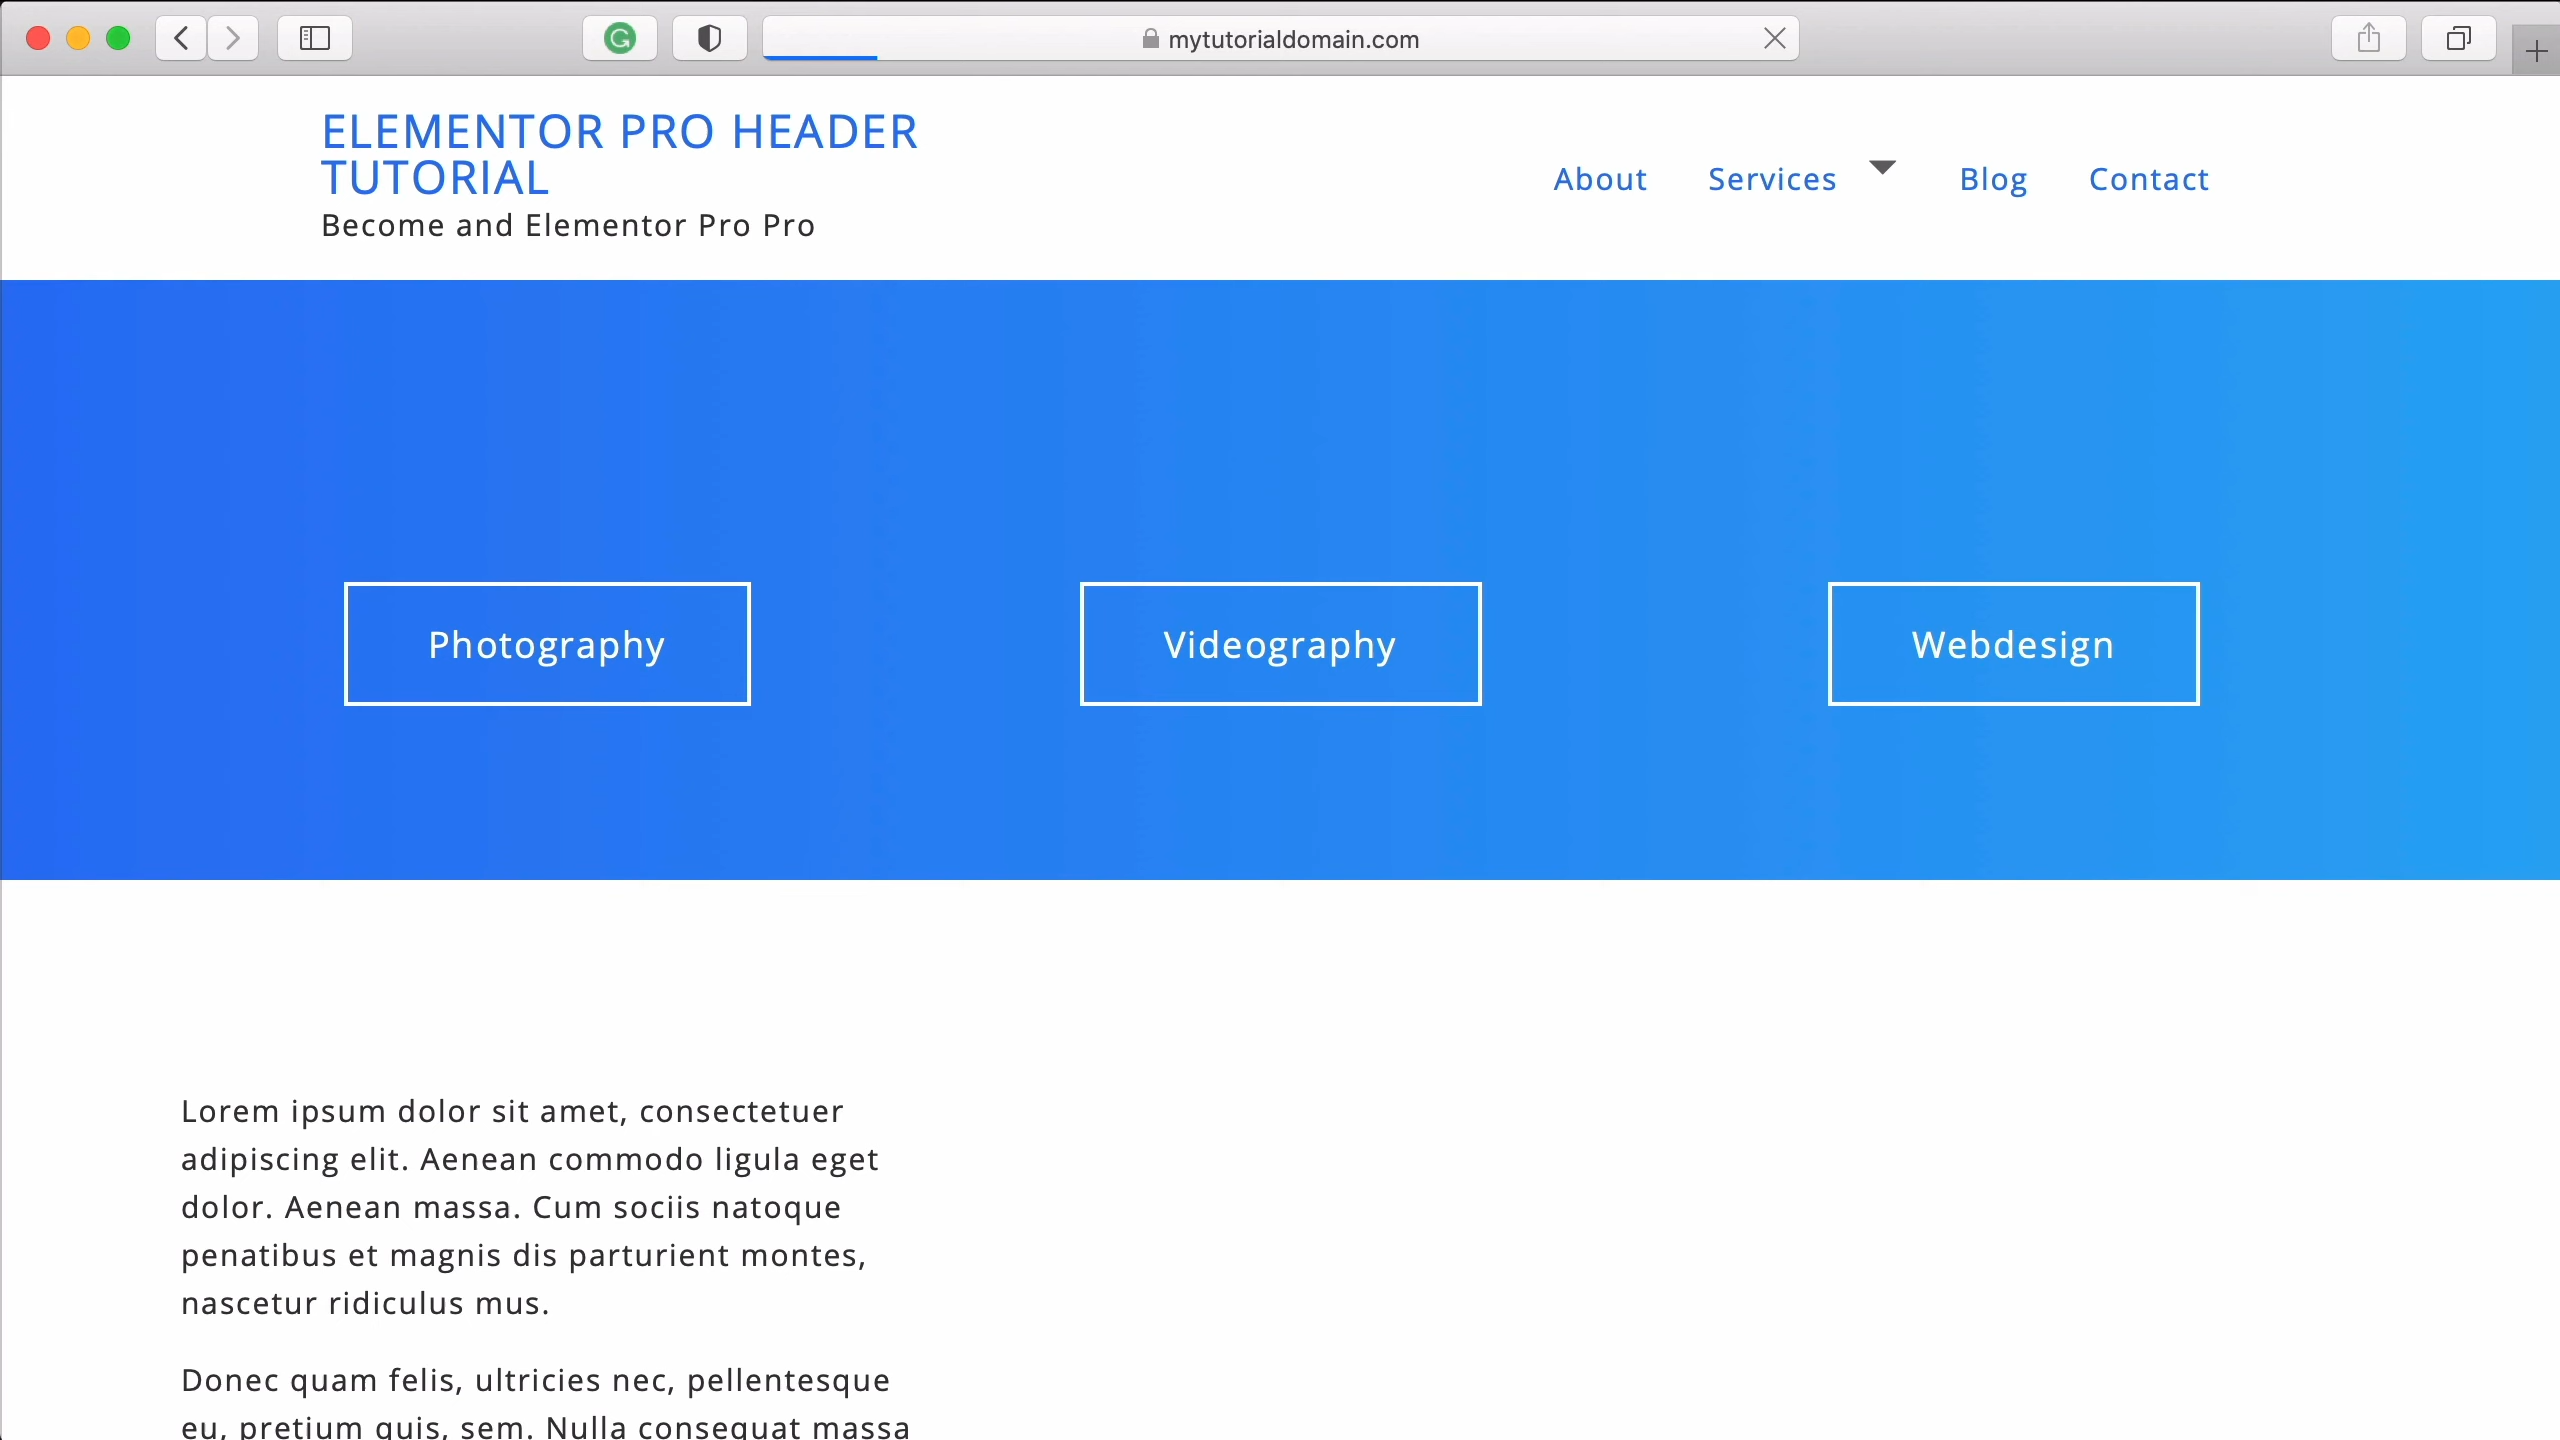 mytutorialdomain.com
ELEMENTOR PRO HEADER
TUTORIAL
Become and Elementor Pro Pro
About Services Blog Contact
Photography Videography Webdesign
Lorem ipsum dolor sit amet, consectetuer
adipiscing elit. Aenean commodo ligula eget
dolor. Aenean massa. Cum sociis natoque
penatibus et magnis dis parturient montes,
nascetur ridiculus mus.
Donec quam felis, ultricies nec, pellentesque
eu, pretium quis, sem. Nulla consequat massa